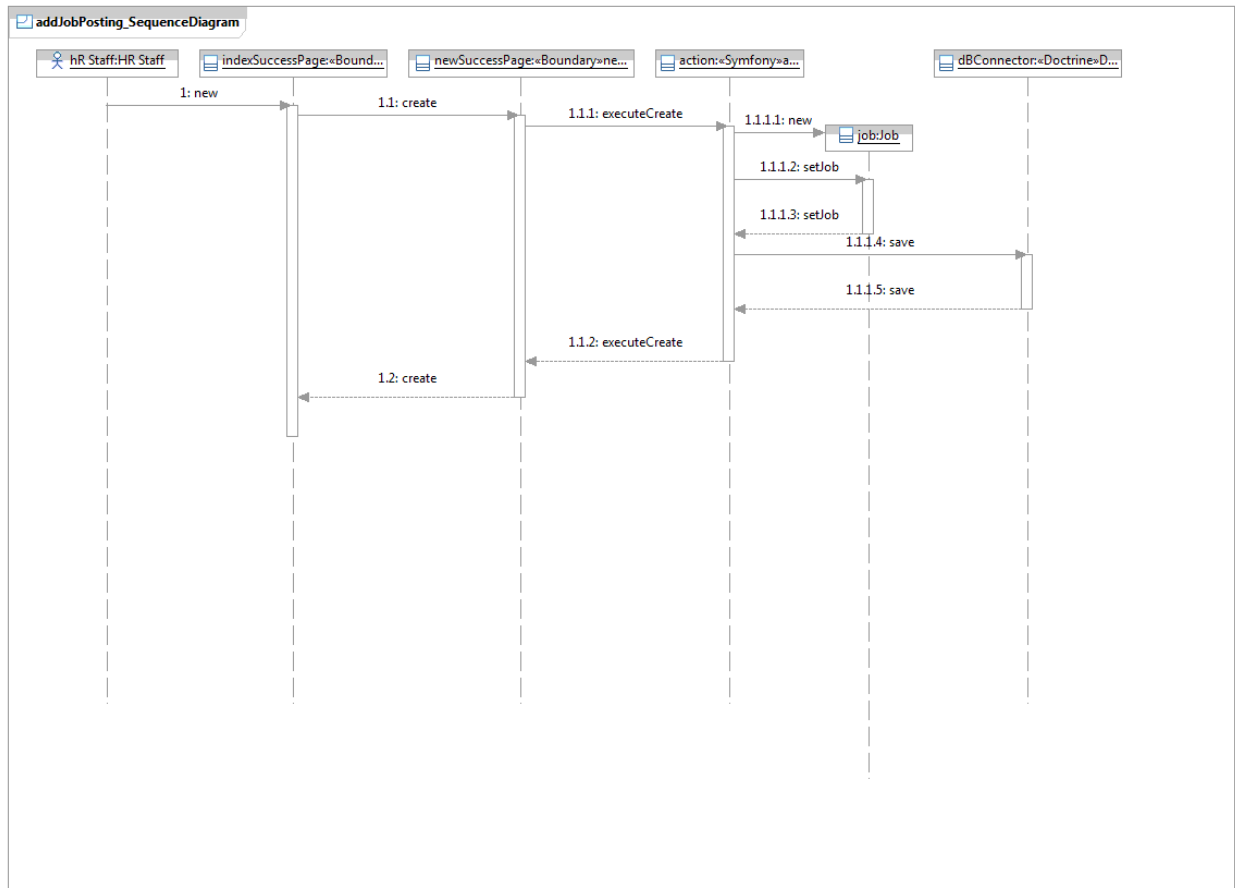 addJobPosting_SequenceDiagram
hR Staff:HR Staff
indexSuccessPage:«Bound...
newSuccessPage:«Boundary»ne...
action:«Symfony»a...
dBConnector:«Doctrine»D...
1: new
1.1: create
1.1.1: executeCreate
1.1.1.1: new
job:Job
1.1.1.2: setJob
1.1.1.3: setJob
1.1.1.4: save
1.1.1.5: save
1.1.2: executeCreate
1.2: create